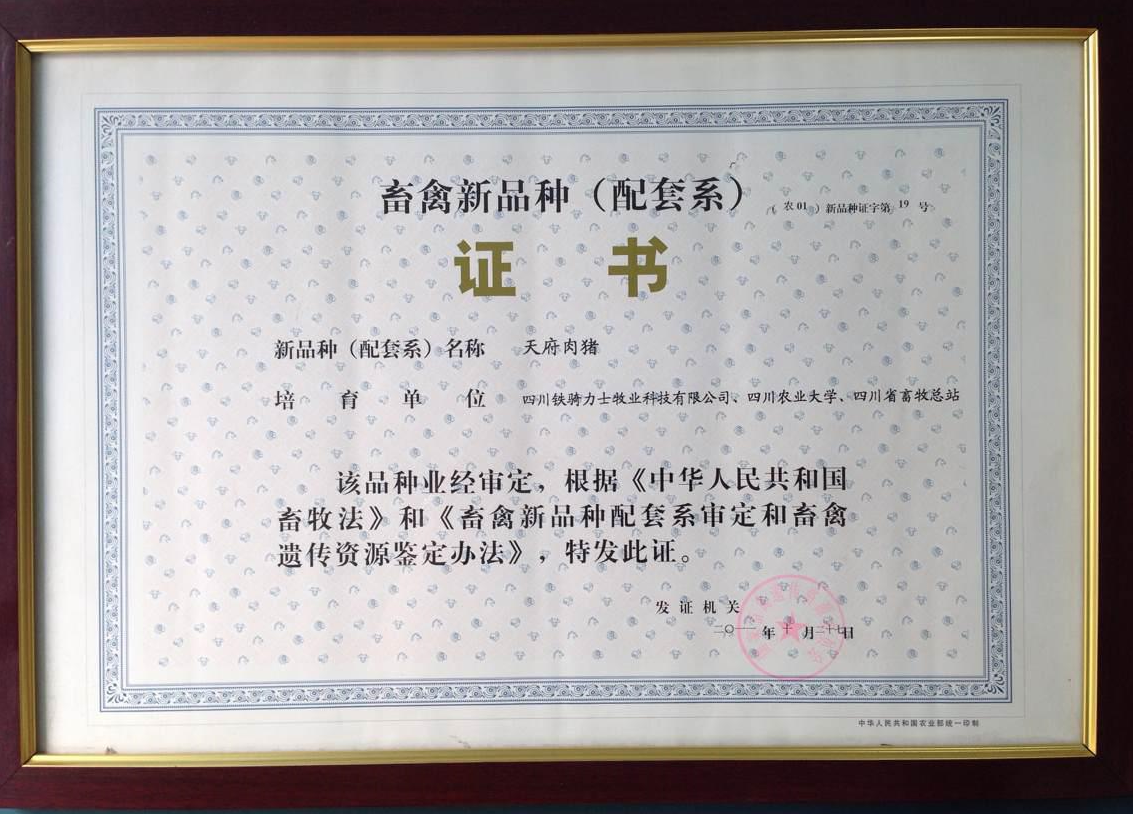 畜禽新品种（配套系）
（ 农 01 ）新品种证字第 19 号
证 书
新品种（配套系）名称 天府肉猪
培 育 单 位 四川铁骑力士牧业科技有限公司、四川农业大学、四川省畜牧总站
该品种业经审定，根据《中华人民共和国
畜牧法》和《畜禽新品种配套系审定和畜禽
遗传资源鉴定办法》，特发此证。
发 证 机 关
二〇一一年十月二十七日
中华人民共和国农业部统一印制